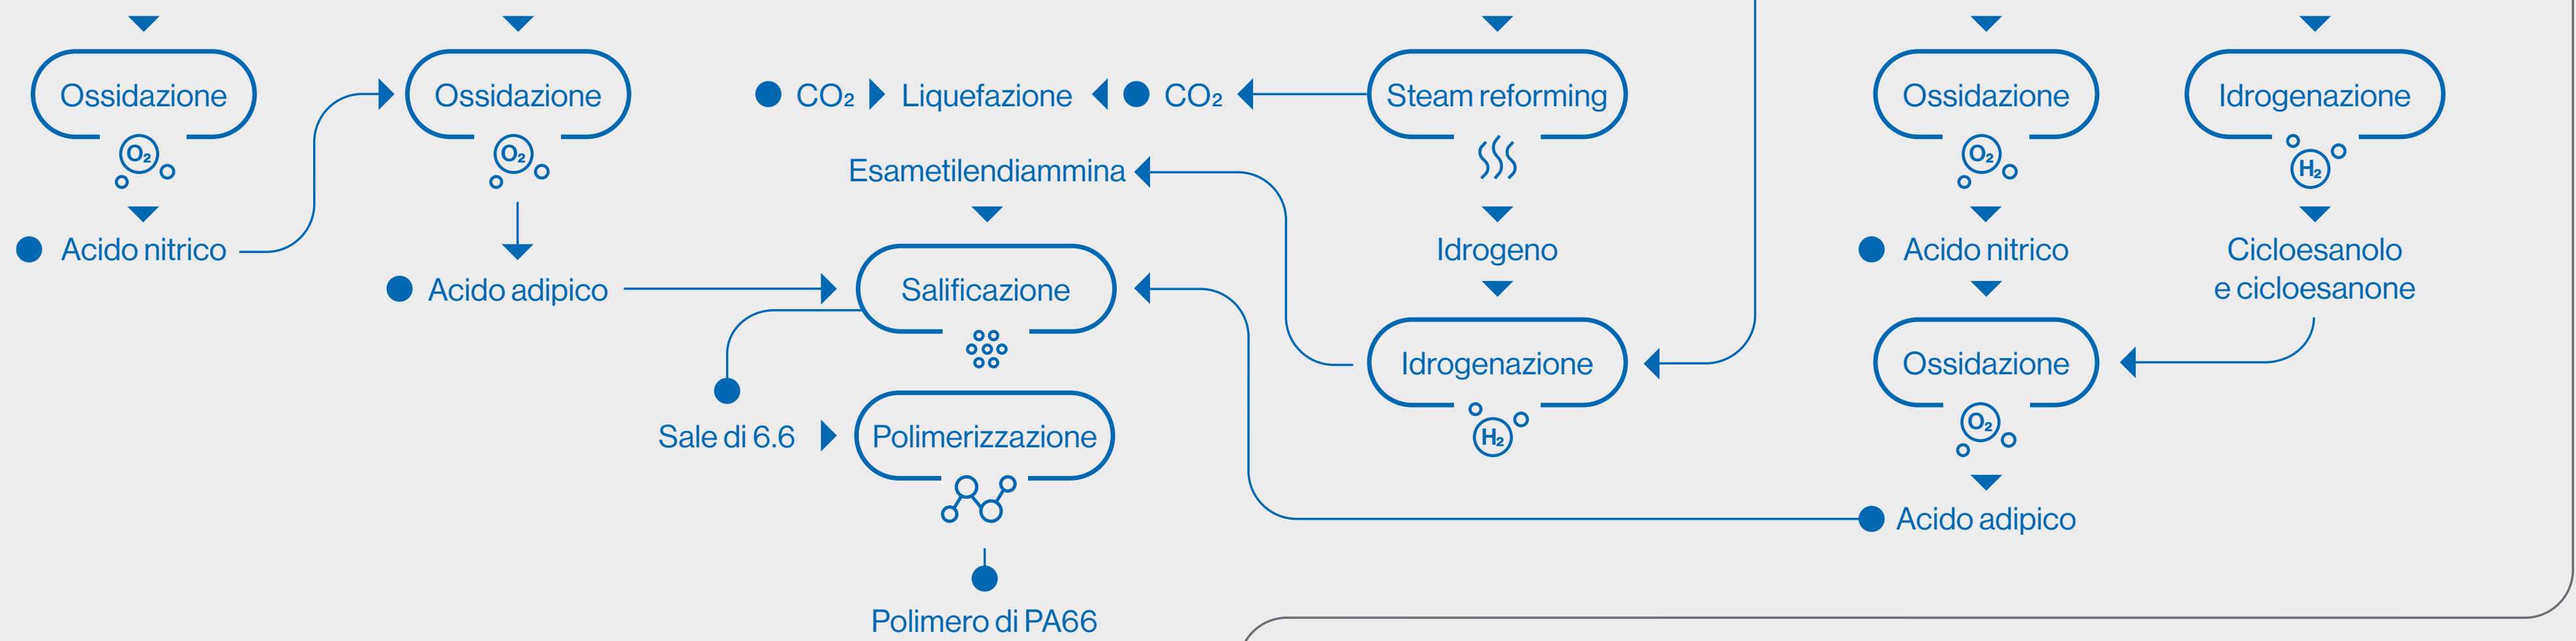 Ossidazione
O₂
Acido nitrico
Ossidazione
O₂
Acido adipico
CO₂
Liquefazione
CO₂
Steam reforming
Esametilendiammina
Idrogeno
Salificazione
Idrogenazione
H₂
Sale di 6.6
Polimerizzazione
Polimero di PA66
Ossidazione
O₂
Acido nitrico
Idrogenazione
H₂
Cicloesanolo
e cicloesanone
Ossidazione
O₂
Acido adipico